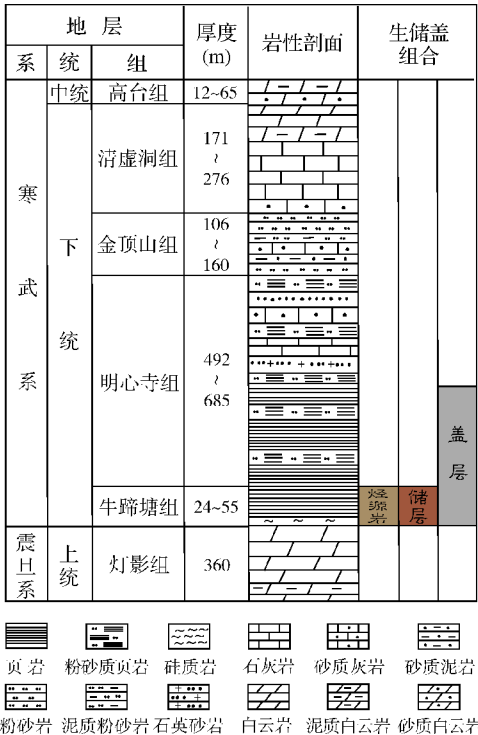 地层 厚度 (m) 岩性剖面 生储盖组合
系 统 组
寒武系
中统 高台组 12~65
下统
清虚洞组 171~276
金顶山组 106~160
明心寺组 492~685
盖层
牛蹄塘组 24~55 烃源岩 储层
震旦系 上统 灯影组 360
页岩 粉砂质页岩 硅质岩 石灰岩 砂质灰岩 砂质泥岩
粉砂岩 泥质粉砂岩 石英砂岩 白云岩 泥质白云岩 砂质白云岩